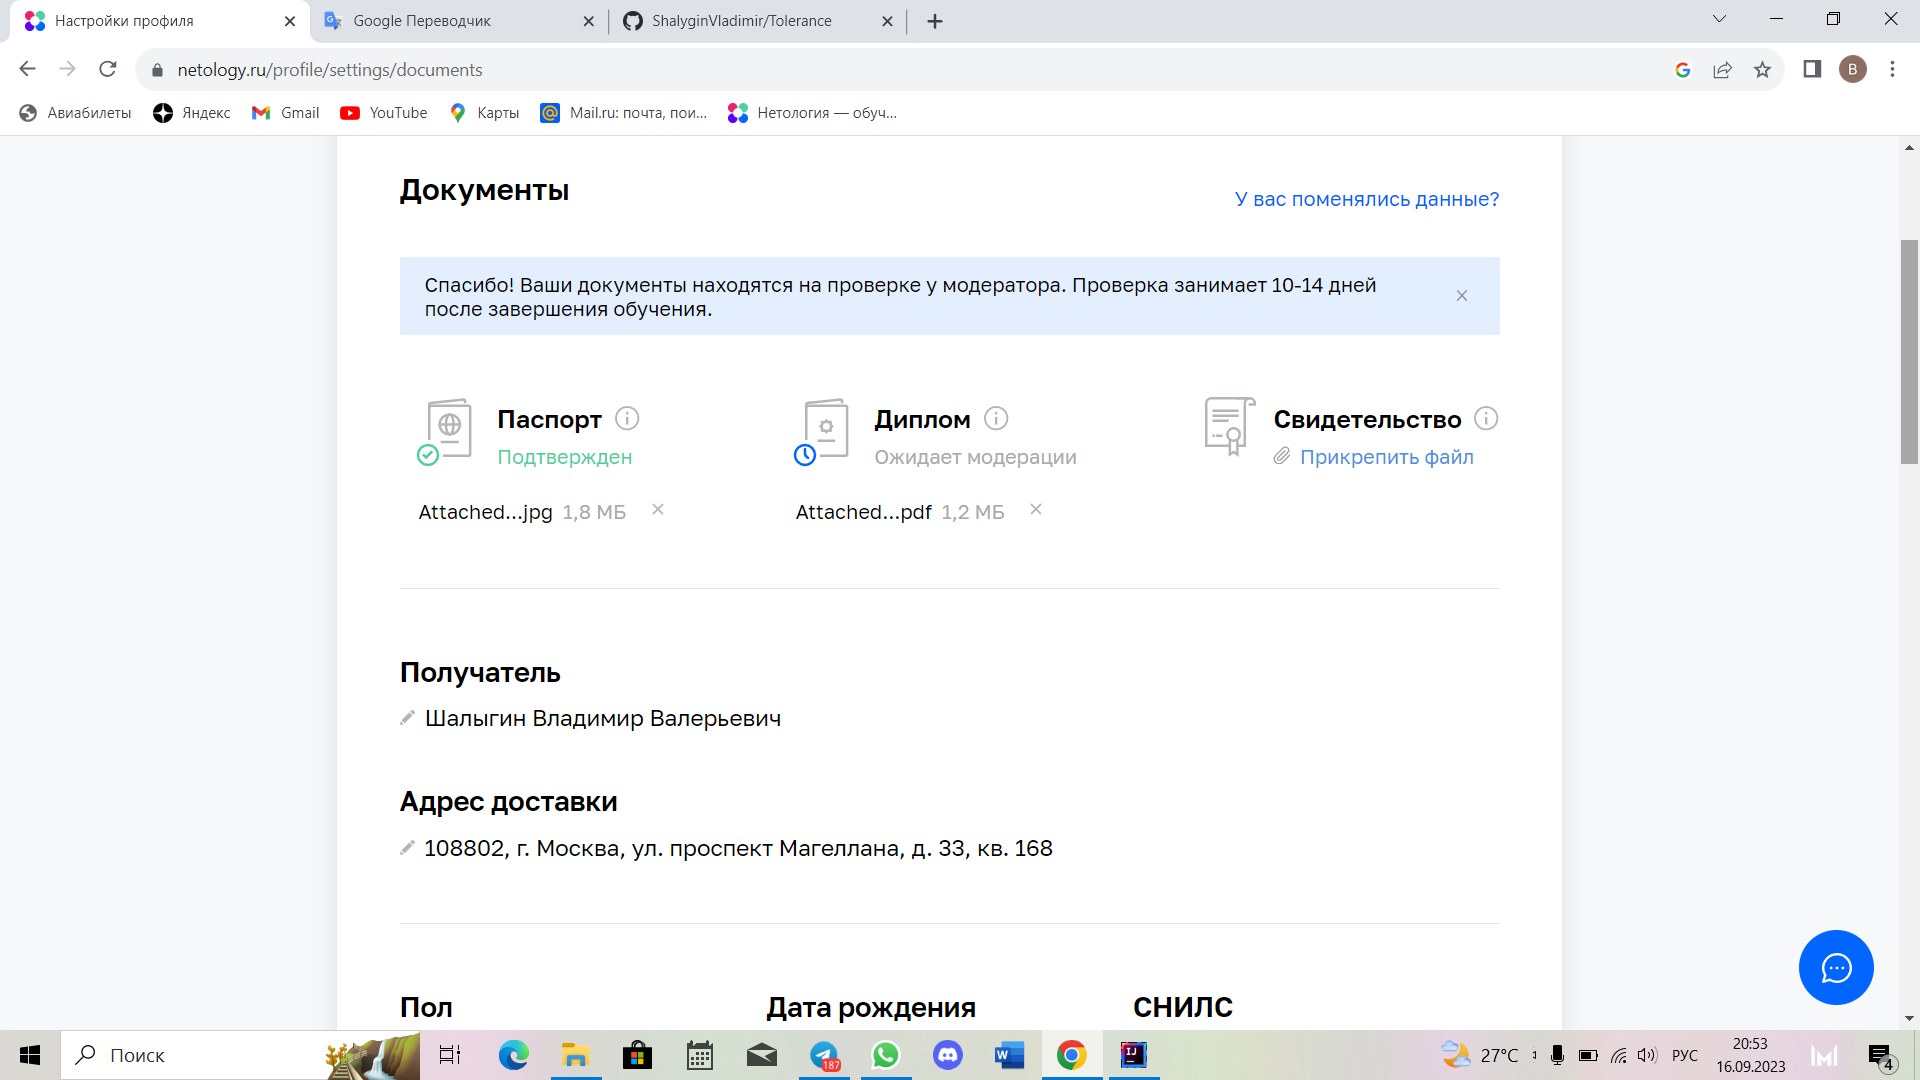 Настройки профиля
Google Переводчик
ShalyginVladimir/Tolerance
netology.ru/profile/settings/documents
B
Авиабилеты
Яндекс
Gmail
YouTube
Карты
Mail.ru: почта, пои...
Нетология — обуч...
Документы
У вас поменялись данные?
Спасибо! Ваши документы находятся на проверке у модератора. Проверка занимает 10-14 дней
после завершения обучения.
Паспорт
Подтвержден
Attached...jpg 1,8 МБ
Диплом
Ожидает модерации
Attached...pdf 1,2 МБ
Свидетельство
Прикрепить файл
Получатель
Шалыгин Владимир Валерьевич
Адрес доставки
108802, г. Москва, ул. проспект Магеллана, д. 33, кв. 168
Пол
Дата рождения
СНИЛС
Поиск
187
27°C
РУС
20:53
16.09.2023
4